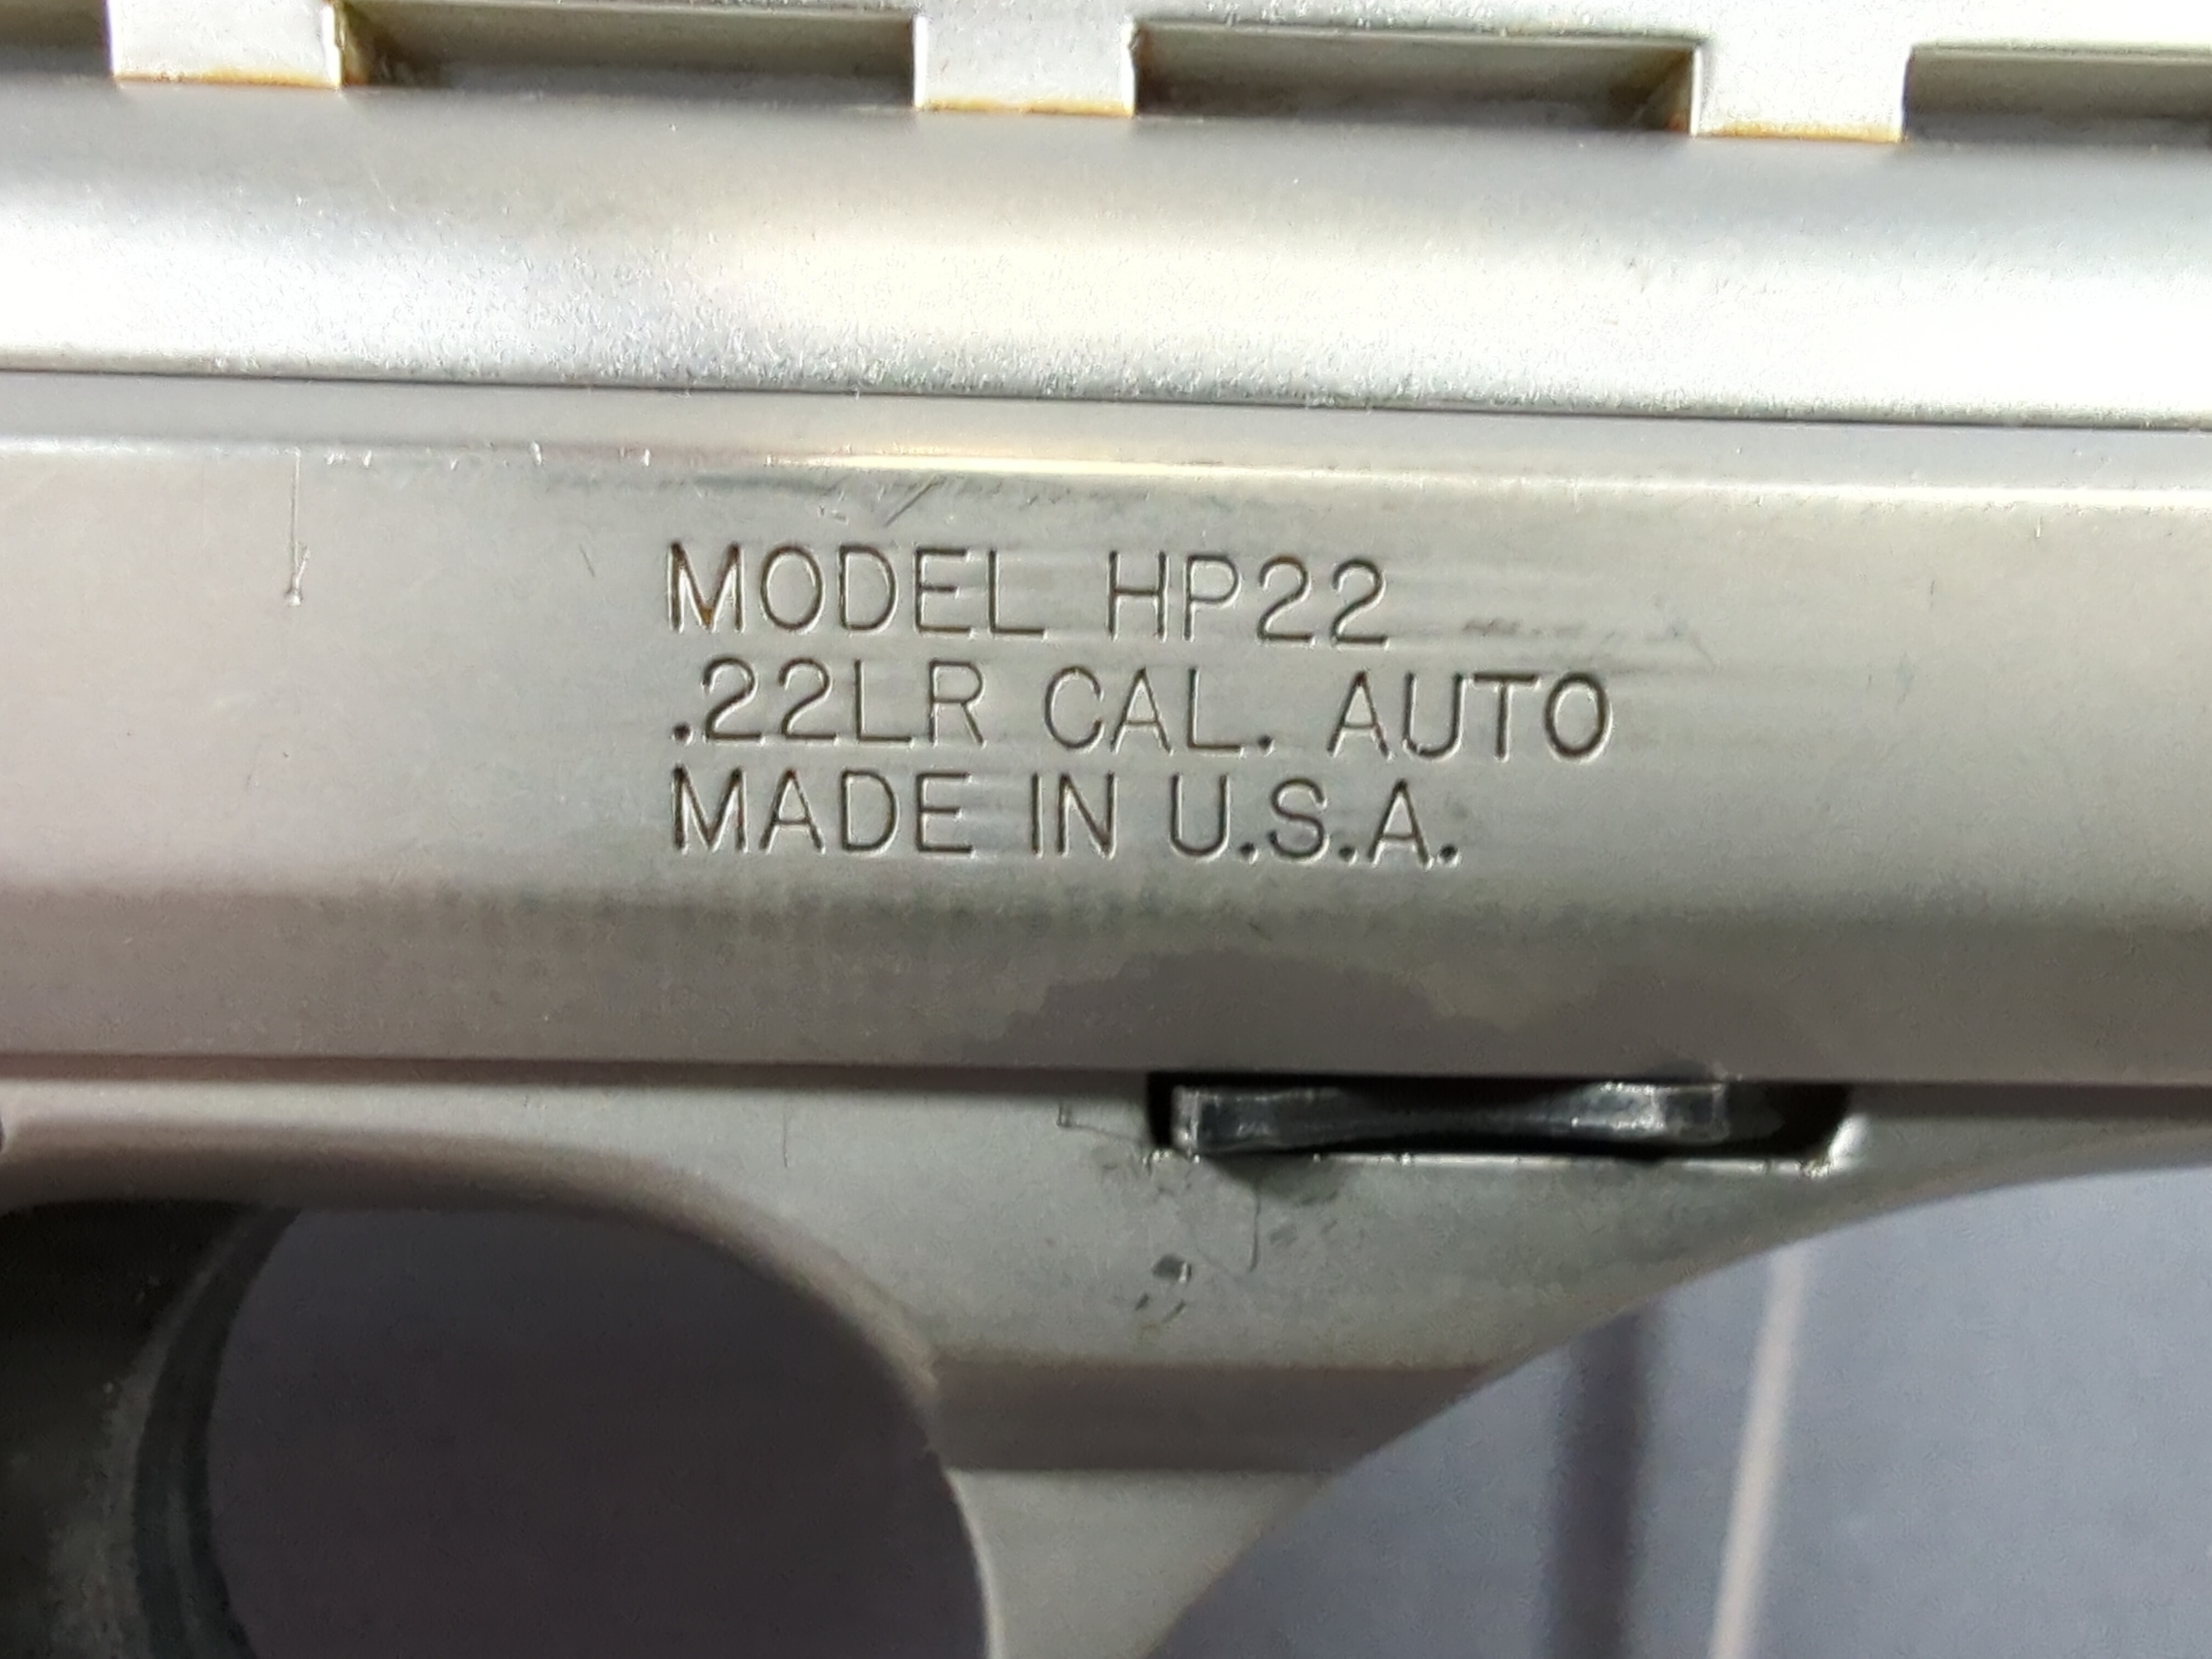 MODEL HP22
.22LR CAL. AUTO
MADE IN U.S.A.